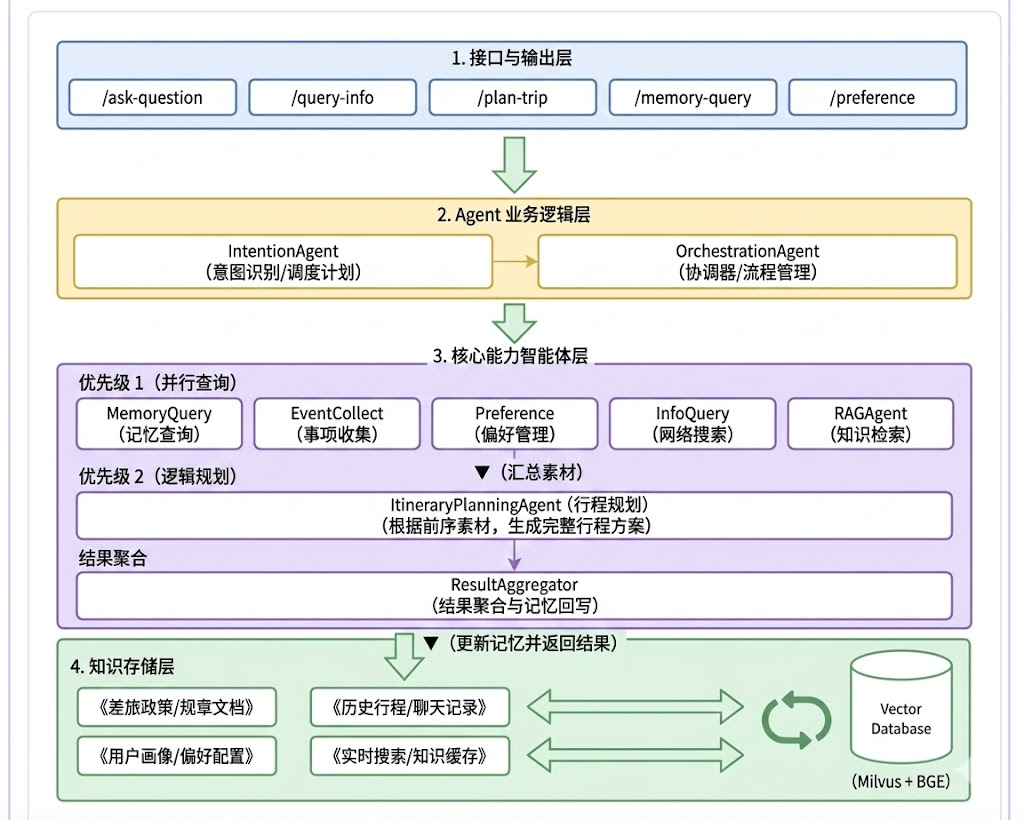 1. 接口与输出层
/ask-question
/query-info
/plan-trip
/memory-query
/preference
2. Agent 业务逻辑层
IntentionAgent
（意图识别/调度计划）
OrchestrationAgent
（协调器/流程管理）
3. 核心能力智能体层
优先级 1（并行查询）
MemoryQuery
（记忆查询）
EventCollect
（事项收集）
Preference
（偏好管理）
InfoQuery
（网络搜索）
RAGAgent
（知识检索）
优先级 2（逻辑规划）
▼（汇总素材）
ItineraryPlanningAgent（行程规划）
（根据前序素材，生成完整行程方案）
结果聚合
ResultAggregator
（结果聚合与记忆回写）
▼（更新记忆并返回结果）
4. 知识存储层
《差旅政策/规章文档》
《历史行程/聊天记录》
《用户画像/偏好配置》
《实时搜索/知识缓存》
Vector
Database
（Milvus + BGE）